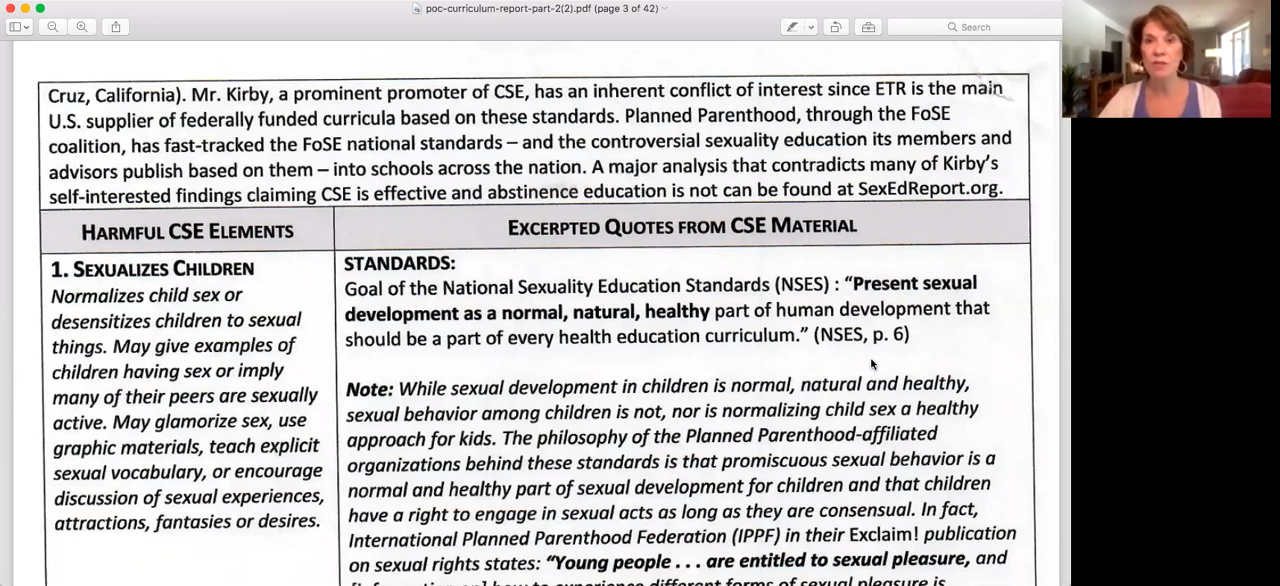 poc-curriculum-report-part-2(2).pdf (page 3 of 42)
Search
Cruz, California). Mr. Kirby, a prominent promoter of CSE, has an inherent conflict of interest since ETR is the main
U.S. supplier of federally funded curricula based on these standards. Planned Parenthood, through the FoSE
coalition, has fast-tracked the FoSE national standards – and the controversial sexuality education its members and
advisors publish based on them – into schools across the nation. A major analysis that contradicts many of Kirby's
self-interested findings claiming CSE is effective and abstinence education is not can be found at SexEdReport.org.
HARMFUL CSE ELEMENTS
EXCERPTED QUOTES FROM CSE MATERIAL
1. SEXUALIZES CHILDREN
Normalizes child sex or
desensitizes children to sexual
things. May give examples of
children having sex or imply
many of their peers are sexually
active. May glamorize sex, use
graphic materials, teach explicit
sexual vocabulary, or encourage
discussion of sexual experiences,
attractions, fantasies or desires.
STANDARDS:
Goal of the National Sexuality Education Standards (NSES) : “Present sexual
development as a normal, natural, healthy part of human development that
should be a part of every health education curriculum.” (NSES, p. 6)
Note: While sexual development in children is normal, natural and healthy,
sexual behavior among children is not, nor is normalizing child sex a healthy
approach for kids. The philosophy of the Planned Parenthood-affiliated
organizations behind these standards is that promiscuous sexual behavior is a
normal and healthy part of sexual development for children and that children
have a right to engage in sexual acts as long as they are consensual. In fact,
International Planned Parenthood Federation (IPPF) in their Exclaim! publication
on sexual rights states: “Young people . . . are entitled to sexual pleasure, and
how to experience different forms of sexual pleasure is